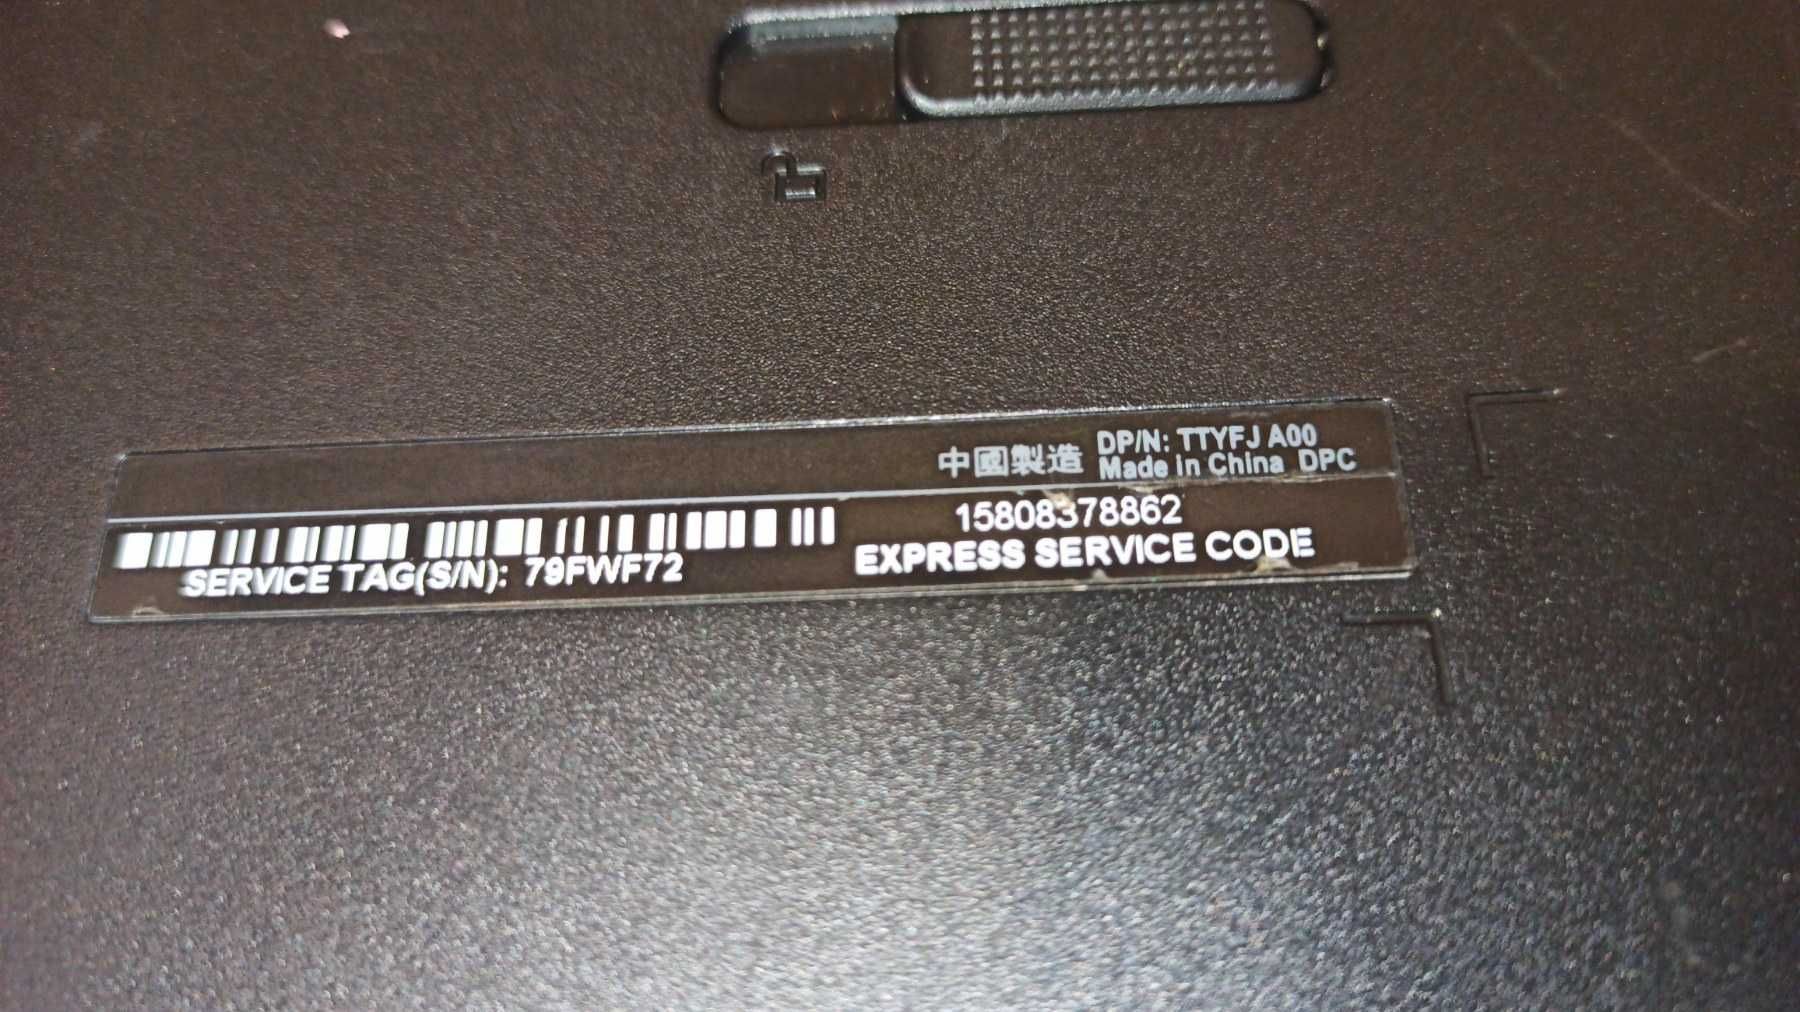 中國製造 DP/N: TTYFJ A00
Made in China DPC
15808378862
SERVICE TAG(S/N): 79FWF72
EXPRESS SERVICE CODE